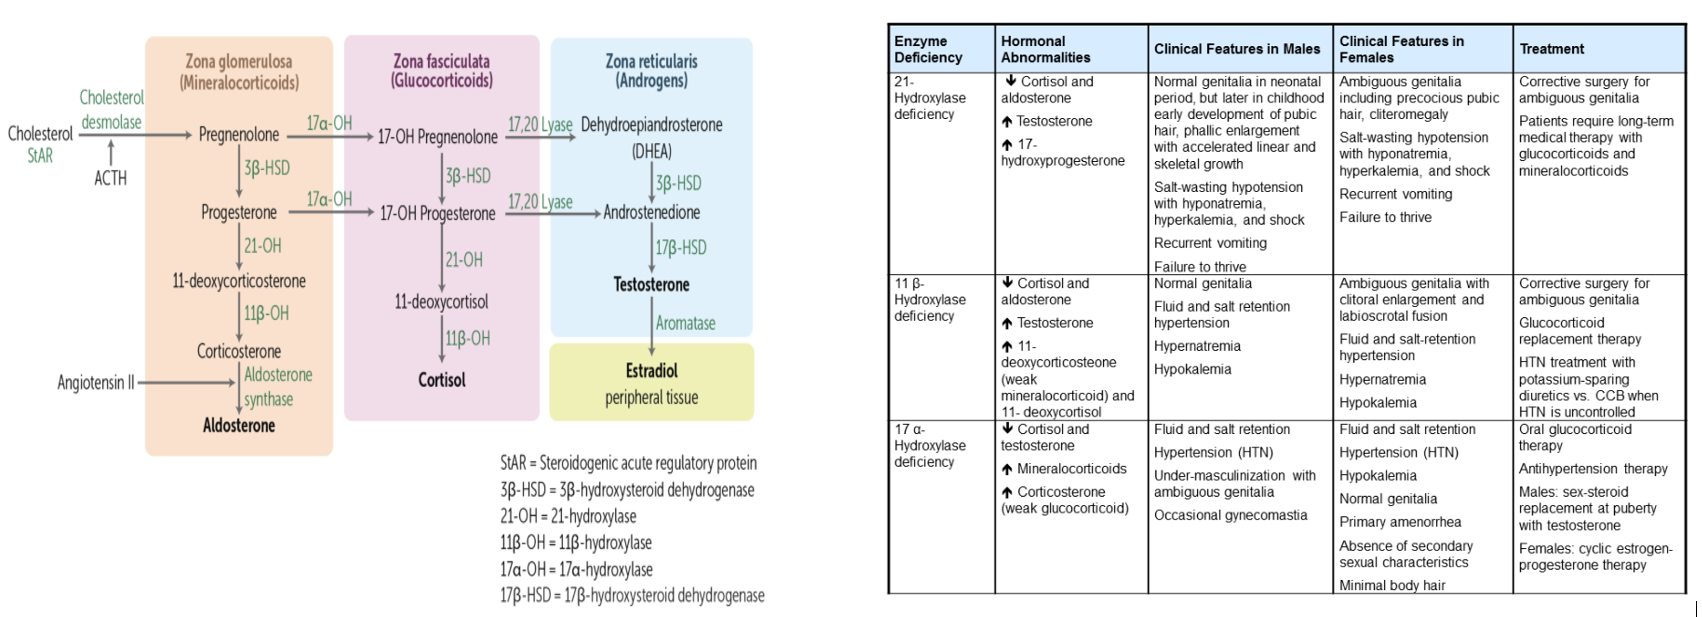 Zona glomerulosa
(Mineralocorticoids)
Zona fasciculata
(Glucocorticoids)
Zona reticularis
(Androgens)
Cholesterol
desmolase
Cholesterol
StAR
ACTH
Pregnenolone
17α-OH
17-OH Pregnenolone
17,20 Lyase
Dehydroepiandrosterone
(DHEA)
3β-HSD
3β-HSD
3β-HSD
Progesterone
17α-OH
17-OH Progesterone
17,20 Lyase
Androstenedione
21-OH
21-OH
17β-HSD
11-deoxycorticosterone
11-deoxycortisol
Testosterone
11β-OH
11β-OH
Aromatase
Corticosterone
Cortisol
Estradiol
peripheral tissue
Angiotensin II
Aldosterone
synthase
Aldosterone
StAR = Steroidogenic acute regulatory protein
3β-HSD = 3β-hydroxysteroid dehydrogenase
21-OH = 21-hydroxylase
11β-OH = 11β-hydroxylase
17α-OH = 17α-hydroxylase
17β-HSD = 17β-hydroxysteroid dehydrogenase
Enzyme
Deficiency
Hormonal
Abnormalities
Clinical Features in Males
Clinical Features in
Females
Treatment
21-
Hydroxylase
deficiency
↓ Cortisol and
aldosterone
↑ Testosterone
↑ 17-
hydroxyprogesterone
Normal genitalia in neonatal
period, but later in childhood
early development of pubic
hair, phallic enlargement
with accelerated linear and
skeletal growth
Salt-wasting hypotension
with hyponatremia,
hyperkalemia, and shock
Recurrent vomiting
Failure to thrive
Ambiguous genitalia
including precocious pubic
hair, cliteromegaly
Salt-wasting hypotension
with hyponatremia,
hyperkalemia, and shock
Recurrent vomiting
Failure to thrive
Corrective surgery for
ambiguous genitalia
Patients require long-term
medical therapy with
glucocorticoids and
mineralocorticoids
11 β-
Hydroxylase
deficiency
↓ Cortisol and
aldosterone
↑ Testosterone
↑ 11-
deoxycorticosteone
(weak
mineralocorticoid) and
11- deoxycortisol
Normal genitalia
Fluid and salt retention
hypertension
Hypernatremia
Hypokalemia
Ambiguous genitalia with
clitoral enlargement and
labioscrotal fusion
Fluid and salt-retention
hypertension
Hypernatremia
Hypokalemia
Corrective surgery for
ambiguous genitalia
Glucocorticoid
replacement therapy
HTN treatment with
potassium-sparing
diuretics vs. CCB when
HTN is uncontrolled
17 α-
Hydroxylase
deficiency
↓ Cortisol and
testosterone
↑ Mineralocorticoids
↑ Corticosterone
(weak glucocorticoid)
Fluid and salt retention
Hypertension (HTN)
Under-masculinization with
ambiguous genitalia
Occasional gynecomastia
Fluid and salt retention
Hypertension (HTN)
Hypokalemia
Normal genitalia
Primary amenorrhea
Absence of secondary
sexual characteristics
Minimal body hair
Oral glucocorticoid
therapy
Antihypertension therapy
Males: sex-steroid
replacement at puberty
with testosterone
Females: cyclic estrogen-
progesterone therapy